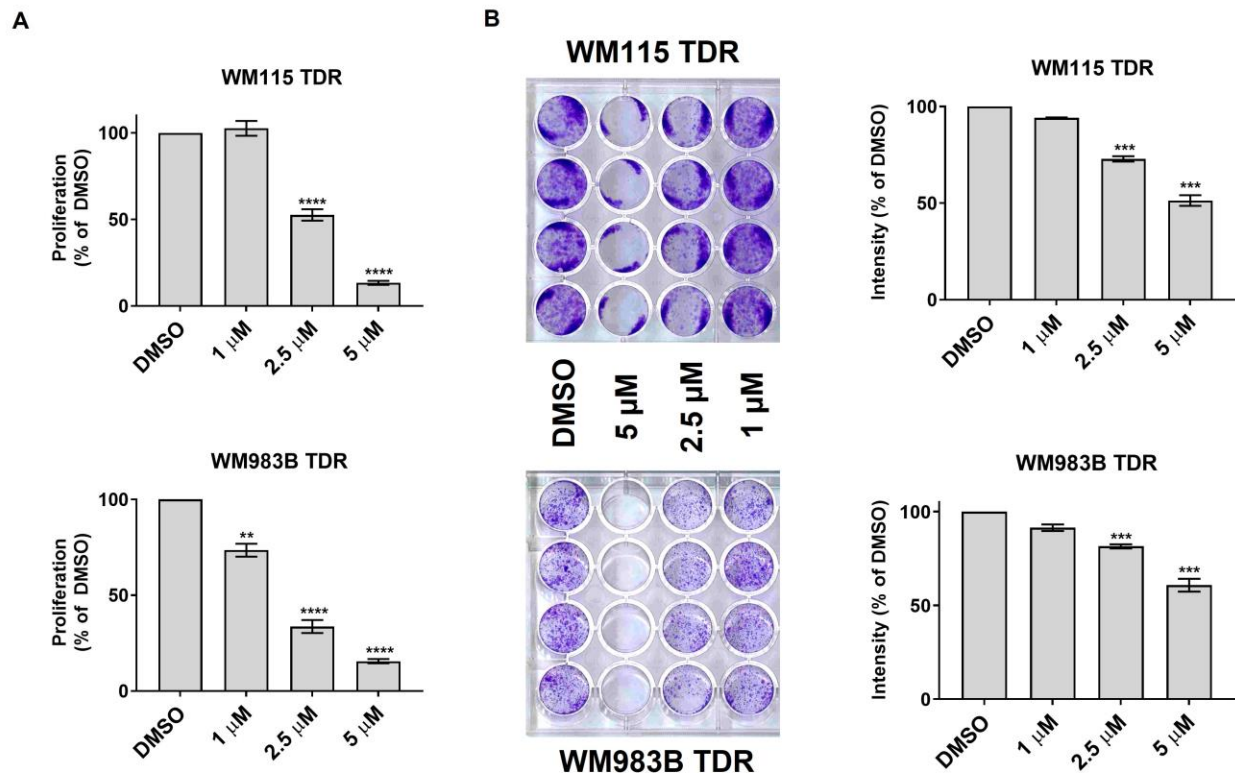 A
WM115 TDR
Proliferation
(% of DMSO)
100
50
0
DMSO
1 μM
2.5 μM
5 μM
****
****
WM983B TDR
Proliferation
(% of DMSO)
100
50
0
DMSO
1 μM
2.5 μM
5 μM
**
****
****
B
WM115 TDR
DMSO
5 μM
2.5 μM
1 μM
WM983B TDR
WM115 TDR
Intensity (% of DMSO)
100
50
0
DMSO
1 μM
2.5 μM
5 μM
***
***
WM983B TDR
Intensity (% of DMSO)
100
50
0
DMSO
1 μM
2.5 μM
5 μM
***
***